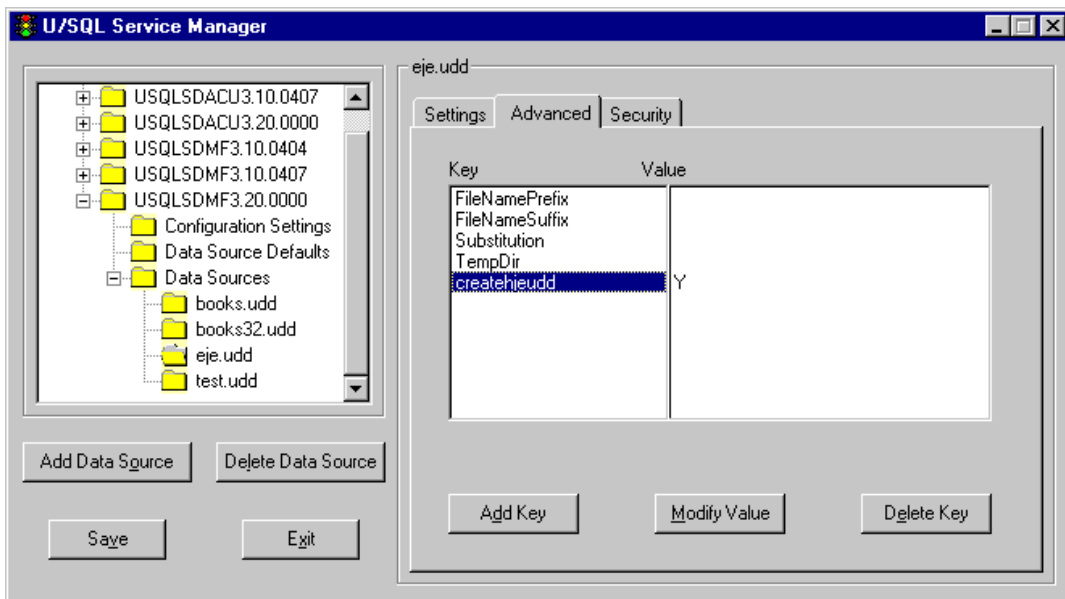 U/SQL Service Manager
USQLSDACU3.10.0407
USQLSDACU3.20.0000
USQLSDMF3.10.0404
USQLSDMF3.10.0407
USQLSDMF3.20.0000
Configuration Settings
Data Source Defaults
Data Sources
books.udd
books32.udd
eje.udd
test.udd
Add Data Source Delete Data Source
Save Exit
eje.udd
Settings Advanced Security
Key Value
FileNamePrefix
FileNameSuffix
Substitution
TempDir
createhjeudd Y
Add Key Modify Value Delete Key